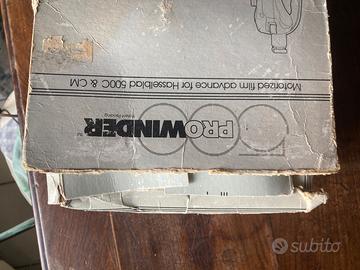 PROWINDER
Motorized film advance for Hasselblad 500C & CM
subito